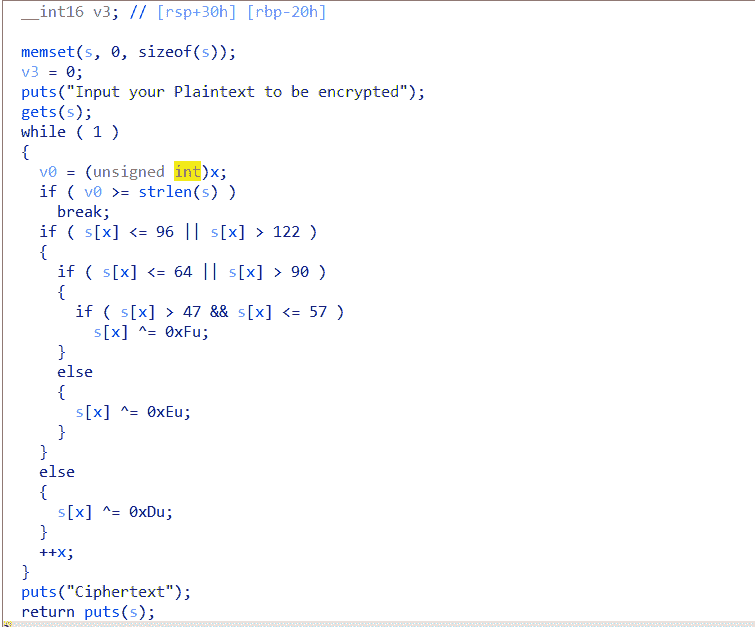 __int16 v3; // [rsp+30h] [rbp-20h]
memset(s, 0, sizeof(s));
v3 = 0;
puts("Input your Plaintext to be encrypted");
gets(s);
while ( 1 )
{
v0 = (unsigned int)x;
if ( v0 >= strlen(s) )
break;
if ( s[x] <= 96 || s[x] > 122 )
{
if ( s[x] <= 64 || s[x] > 90 )
{
if ( s[x] > 47 && s[x] <= 57 )
s[x] ^= 0xFu;
}
else
{
s[x] ^= 0xEu;
}
}
else
{
s[x] ^= 0xDu;
}
++x;
}
puts("Ciphertext");
return puts(s);